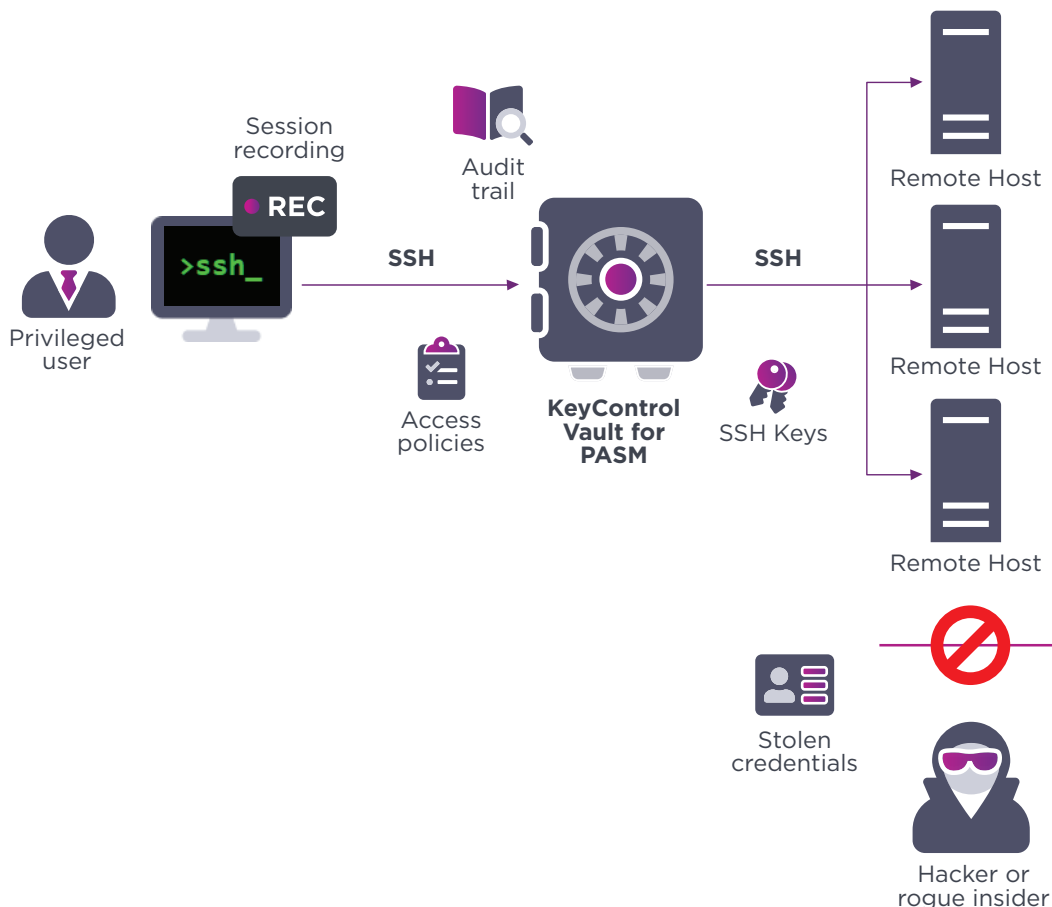 Session
recording
REC
>ssh_
Privileged
user
Audit
trail
SSH
Access
policies
KeyControl
Vault for
PASM
SSH
SSH Keys
Remote Host
Remote Host
Remote Host
Stolen
credentials
Hacker or
rogue insider